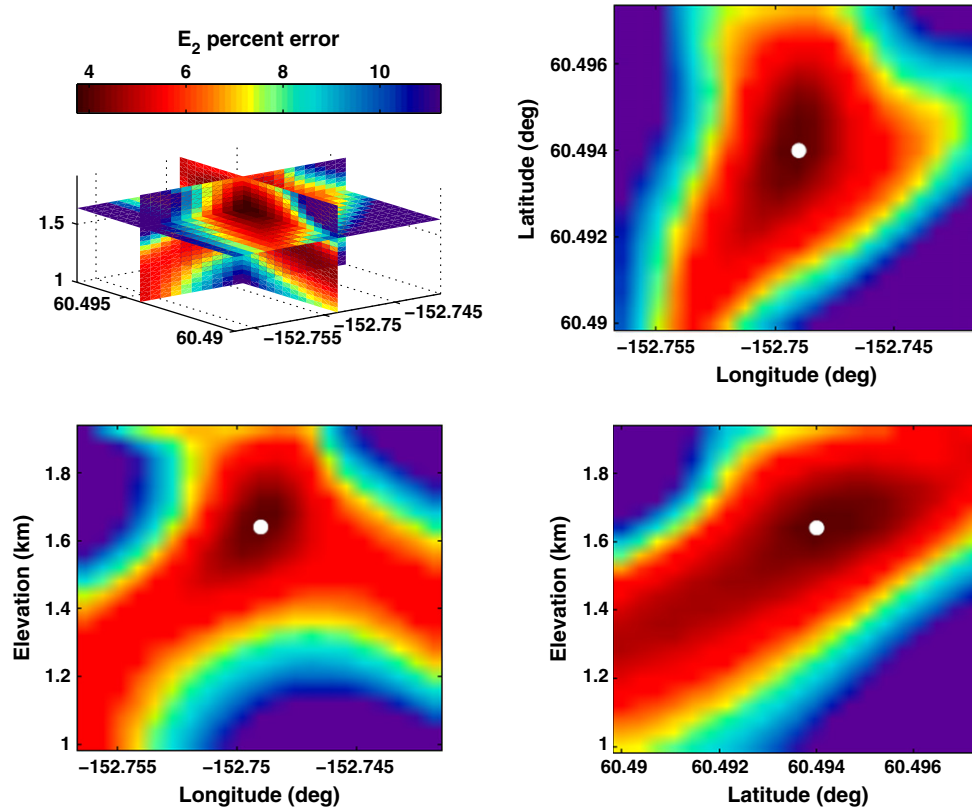 E2 percent error
4 6 8 10
1.5
1
60.495
60.49
−152.755
−152.75
−152.745
Latitude (deg)
60.496
60.494
60.492
60.49
−152.755 −152.75 −152.745
Longitude (deg)
Elevation (km)
1.8
1.6
1.4
1.2
1
−152.755 −152.75 −152.745
Longitude (deg)
Elevation (km)
1.8
1.6
1.4
1.2
1
60.49 60.492 60.494 60.496
Latitude (deg)